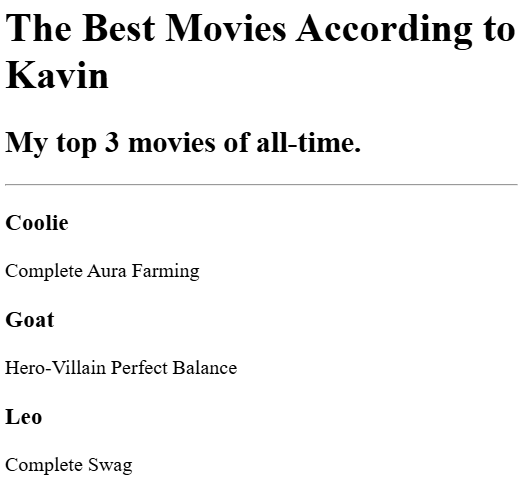 The Best Movies According to
Kavin
My top 3 movies of all-time.
Coolie
Complete Aura Farming
Goat
Hero-Villain Perfect Balance
Leo
Complete Swag